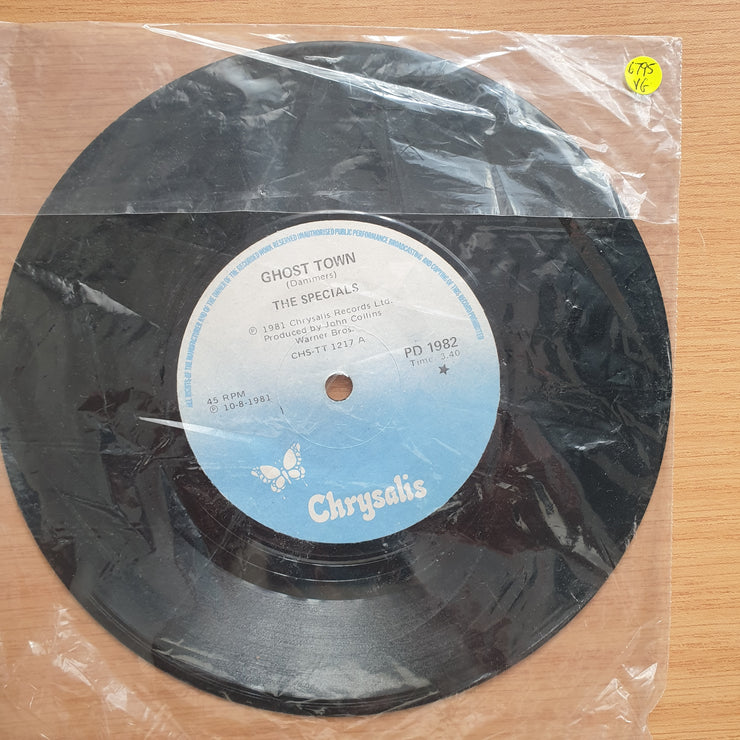 6795
VG
ALL RIGHTS OF THE MANUFACTURER AND OF THE OWNER OF THE RECORDED WORK RESERVED UNAUTHORISED PUBLIC PERFORMANCE BROADCASTING AND COPYING OF THIS RECORD PROHIBITED
GHOST TOWN
(Dammers)
THE SPECIALS
℗ 1981 Chrysalis Records Ltd.
Produced by John Collins
Warner Bros.
CHS-TT 1217 A
PD 1982
Time: 3.40
★
45 RPM
℗ 10-8-1981
Chrysalis